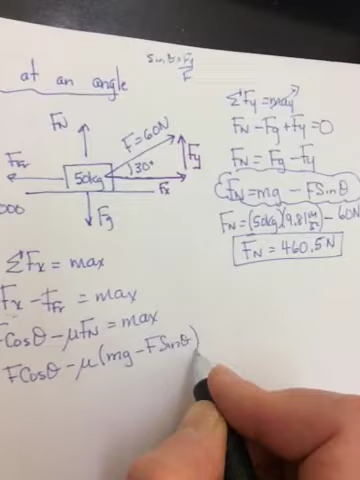 at an angle
Sinθ = Fy/F
FN
F=60N
Fy
FFr
50kg
30°
Fx
Fg
000
ΣFx = max
Fx - FFr = max
FCosθ - μFN = max
FCosθ - μ(mg - FSinθ)
ΣFy = may
FN - Fg + Fy = 0
FN = Fg - Fy
FN = mg - FSinθ
FN = (50kg)(9.81m/s²) - 60N
FN = 460.5N